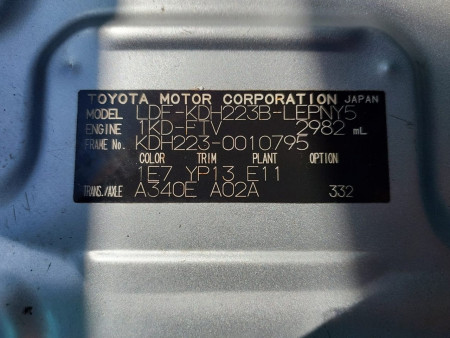 TOYOTA MOTOR CORPORATION JAPAN
MODEL LDF-KDH223B-LEPNY5
ENGINE 1KD-FTV 2982 mL
FRAME No. KDH223-0010795
COLOR TRIM PLANT OPTION
1E7 YP13 E11
TRANS./AXLE A340E A02A 332